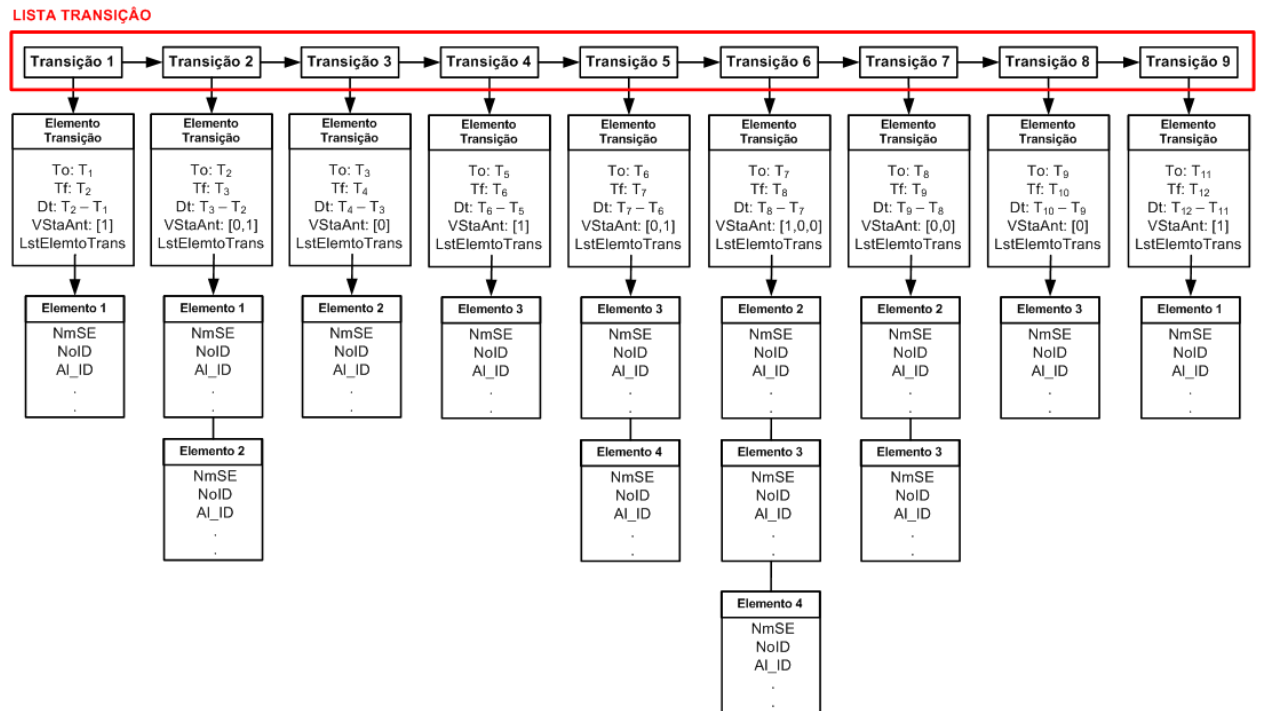 LISTA TRANSIÇÂO
Transição 1
Transição 2
Transição 3
Transição 4
Transição 5
Transição 6
Transição 7
Transição 8
Transição 9
Elemento
Transição
To: T₁
Tf: T₂
Dt: T₂ – T₁
VStaAnt: [1]
LstElemtoTrans
Elemento
Transição
To: T₂
Tf: T₃
Dt: T₃ – T₂
VStaAnt: [0,1]
LstElemtoTrans
Elemento
Transição
To: T₃
Tf: T₄
Dt: T₄ – T₃
VStaAnt: [0]
LstElemtoTrans
Elemento
Transição
To: T₅
Tf: T₆
Dt: T₆ – T₅
VStaAnt: [1]
LstElemtoTrans
Elemento
Transição
To: T₆
Tf: T₇
Dt: T₇ – T₆
VStaAnt: [0,1]
LstElemtoTrans
Elemento
Transição
To: T₇
Tf: T₈
Dt: T₈ – T₇
VStaAnt: [1,0,0]
LstElemtoTrans
Elemento
Transição
To: T₈
Tf: T₉
Dt: T₉ – T₈
VStaAnt: [0,0]
LstElemtoTrans
Elemento
Transição
To: T₉
Tf: T₁₀
Dt: T₁₀ – T₉
VStaAnt: [0]
LstElemtoTrans
Elemento
Transição
To: T₁₁
Tf: T₁₂
Dt: T₁₂ – T₁₁
VStaAnt: [1]
LstElemtoTrans
Elemento 1
NmSE
NoID
Al_ID
.
.
Elemento 1
NmSE
NoID
Al_ID
.
.
Elemento 2
NmSE
NoID
Al_ID
.
.
Elemento 3
NmSE
NoID
Al_ID
.
.
Elemento 3
NmSE
NoID
Al_ID
.
.
Elemento 2
NmSE
NoID
Al_ID
.
.
Elemento 2
NmSE
NoID
Al_ID
.
.
Elemento 3
NmSE
NoID
Al_ID
.
.
Elemento 1
NmSE
NoID
Al_ID
.
.
Elemento 2
NmSE
NoID
Al_ID
.
.
Elemento 4
NmSE
NoID
Al_ID
.
.
Elemento 3
NmSE
NoID
Al_ID
.
.
Elemento 3
NmSE
NoID
Al_ID
.
.
Elemento 4
NmSE
NoID
Al_ID
.
.